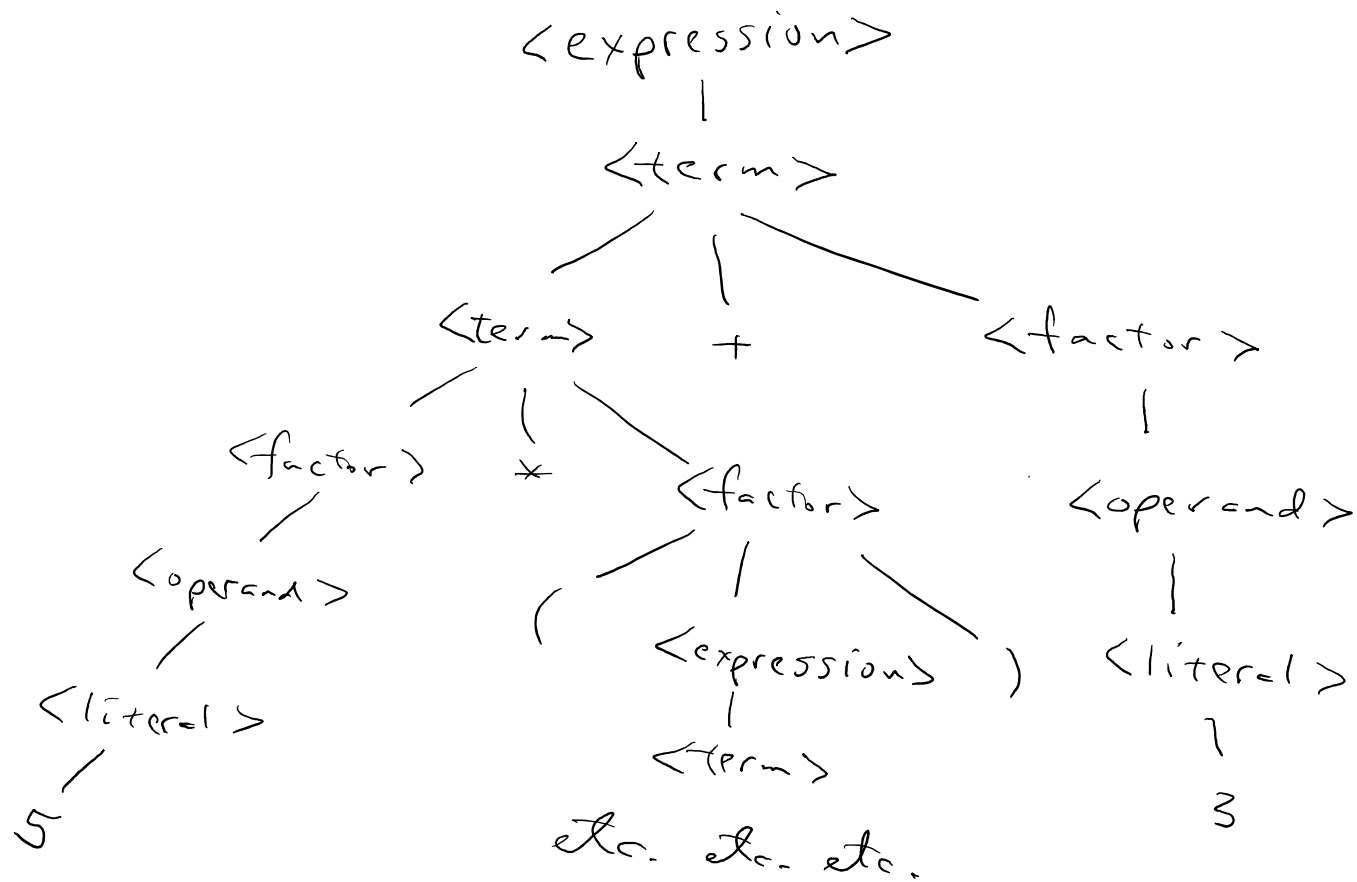 <expression>
<term>
<term> + <factor>
<factor> * <factor> <operand>
<operand> ( <expression> ) <literal>
<literal> <term> 3
5 etc. etc. etc.